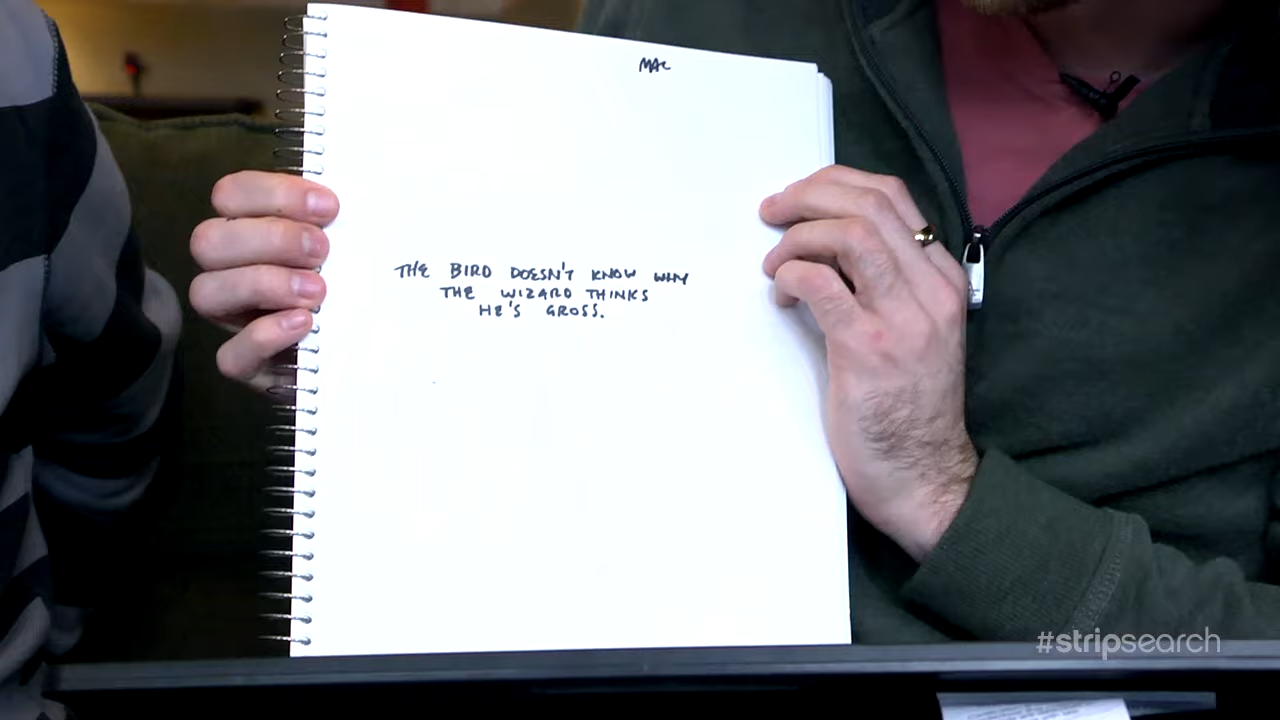 MAC
THE BIRD DOESN'T KNOW WHY
THE WIZARD THINKS
HE'S GROSS.
#stripsearch